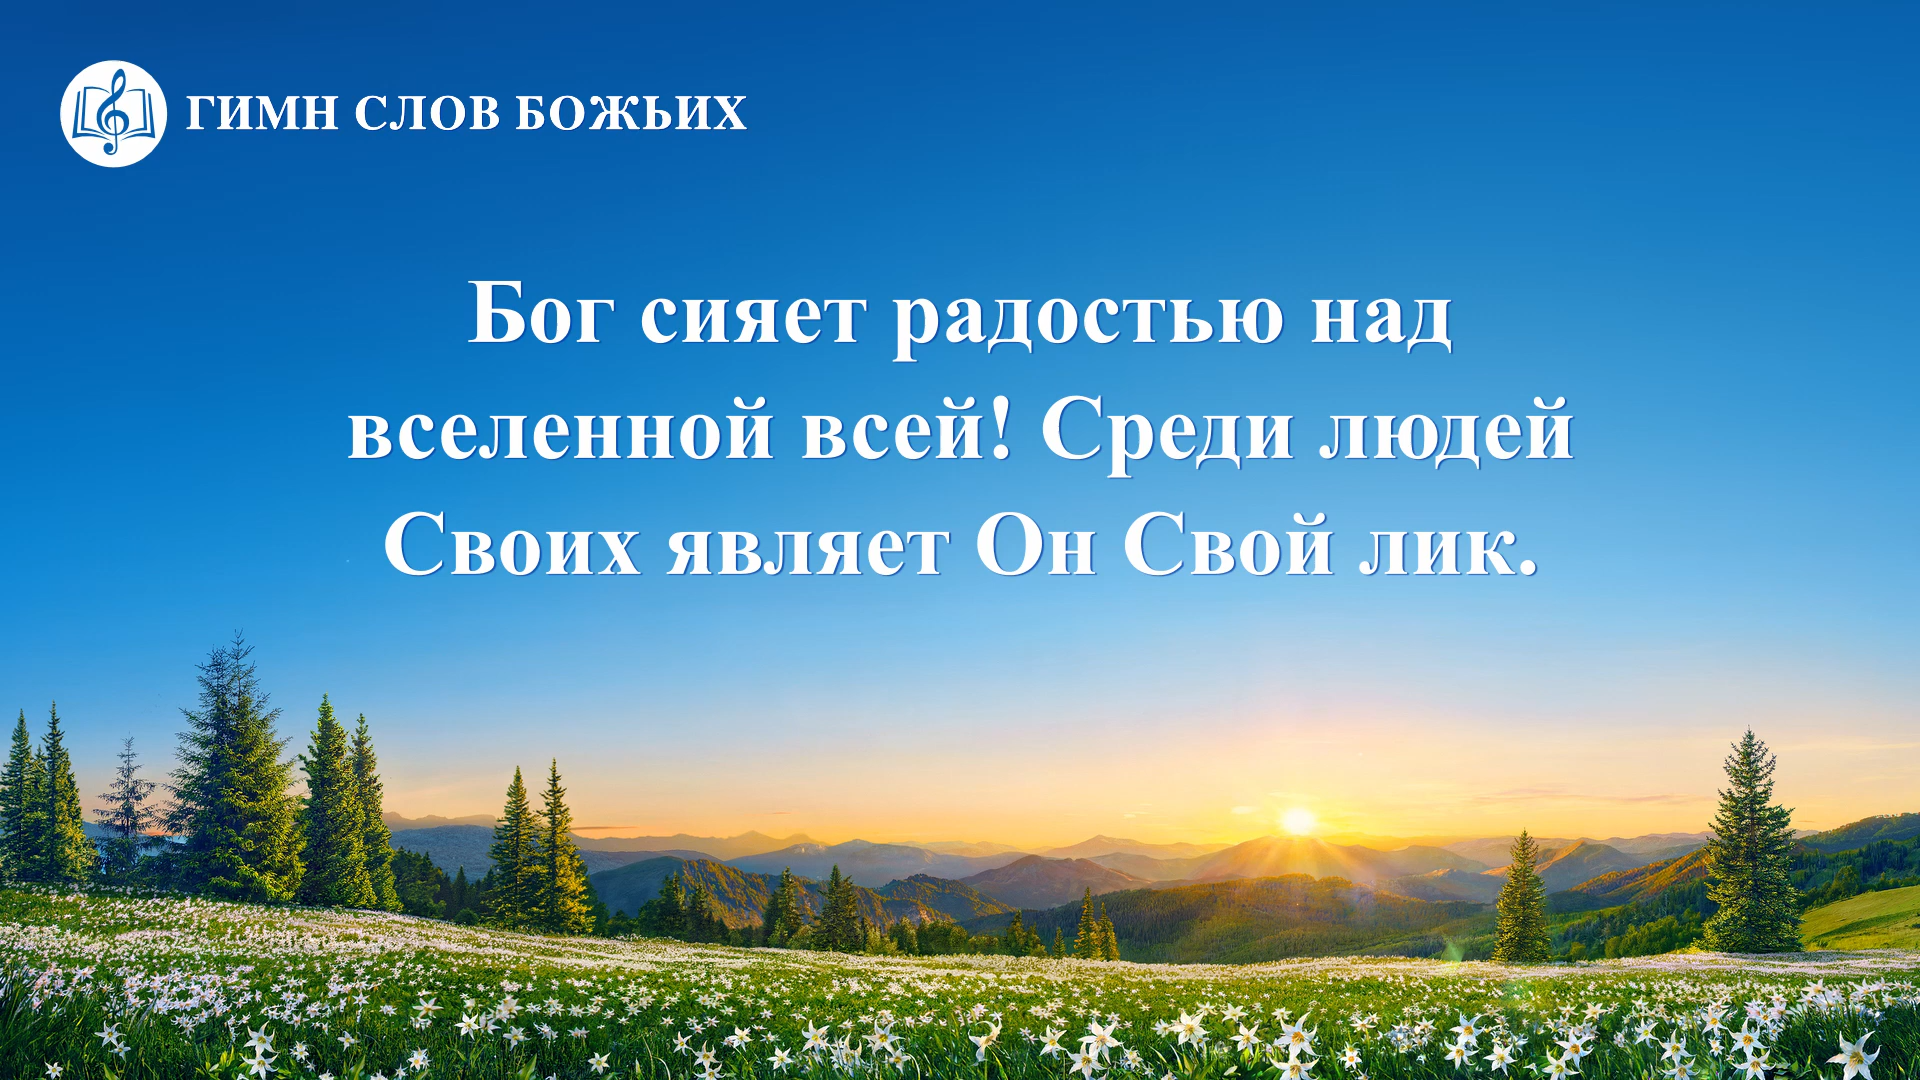 ГИМН СЛОВ БОЖЬИХ
Бог сияет радостью над
вселенной всей! Среди людей
Своих являет Он Свой лик.